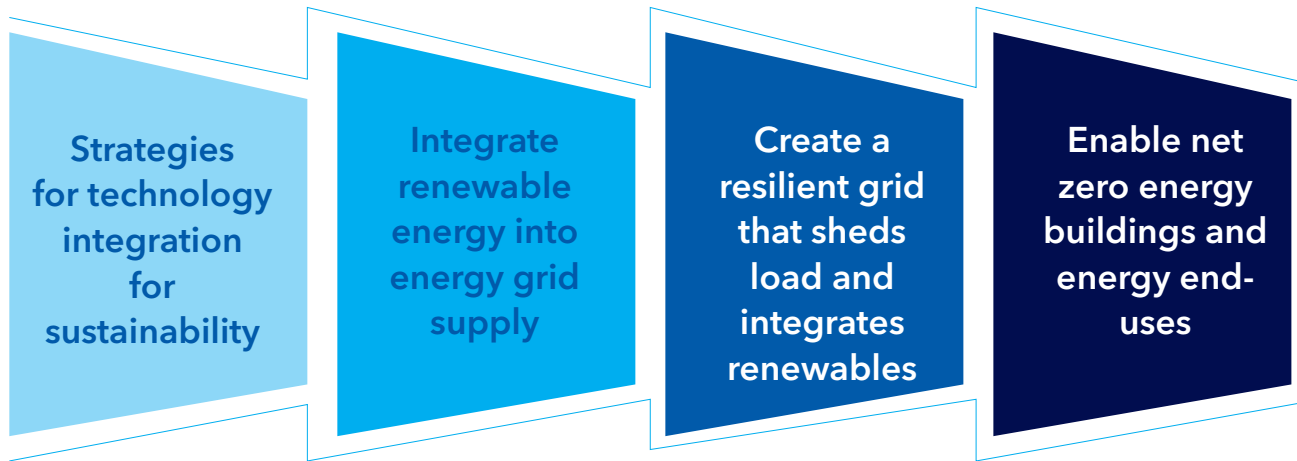 Strategies
for technology
integration
for
sustainability
Integrate
renewable
energy into
energy grid
supply
Create a
resilient grid
that sheds
load and
integrates
renewables
Enable net
zero energy
buildings and
energy end-
uses